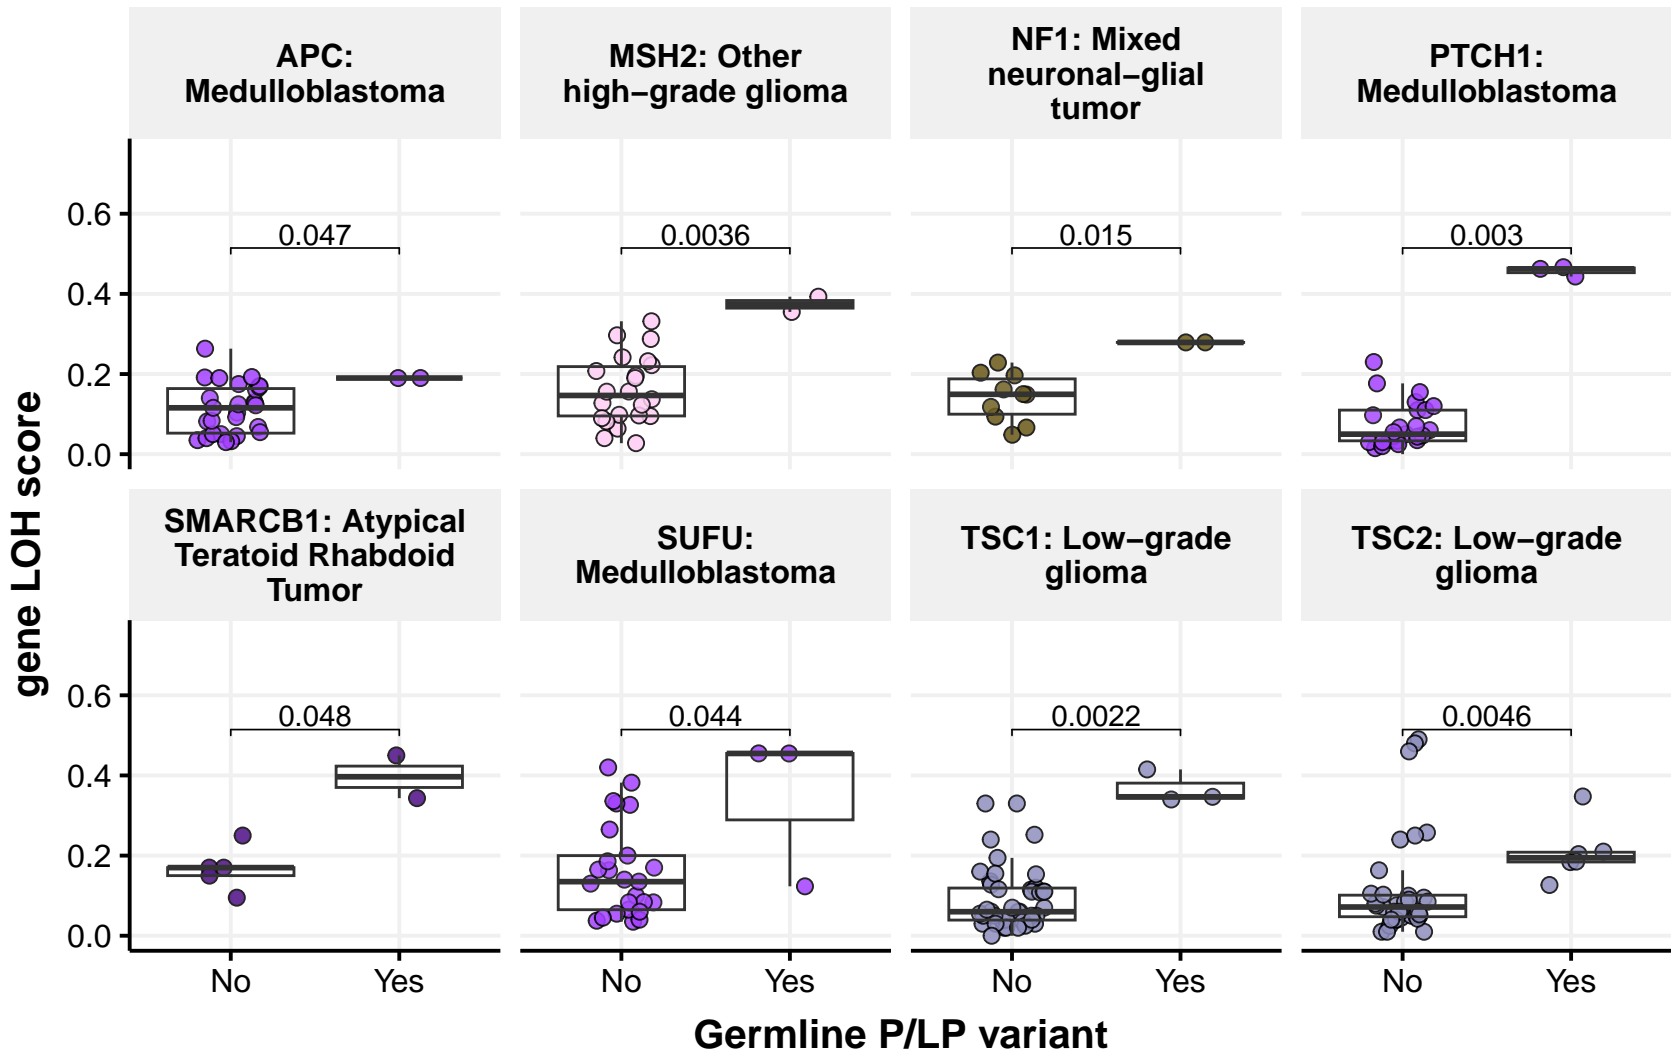 APC:
Medulloblastoma
MSH2: Other
high−grade glioma
NF1: Mixed
neuronal−glial
tumor
PTCH1:
Medulloblastoma
0.6
0.4
0.2
0.0
0.047
0.0036
0.015
0.003
gene LOH score
SMARCB1: Atypical
Teratoid Rhabdoid
Tumor
SUFU:
Medulloblastoma
TSC1: Low−grade
glioma
TSC2: Low−grade
glioma
0.6
0.4
0.2
0.0
0.048
0.044
0.0022
0.0046
No
Yes
No
Yes
No
Yes
No
Yes
Germline P/LP variant